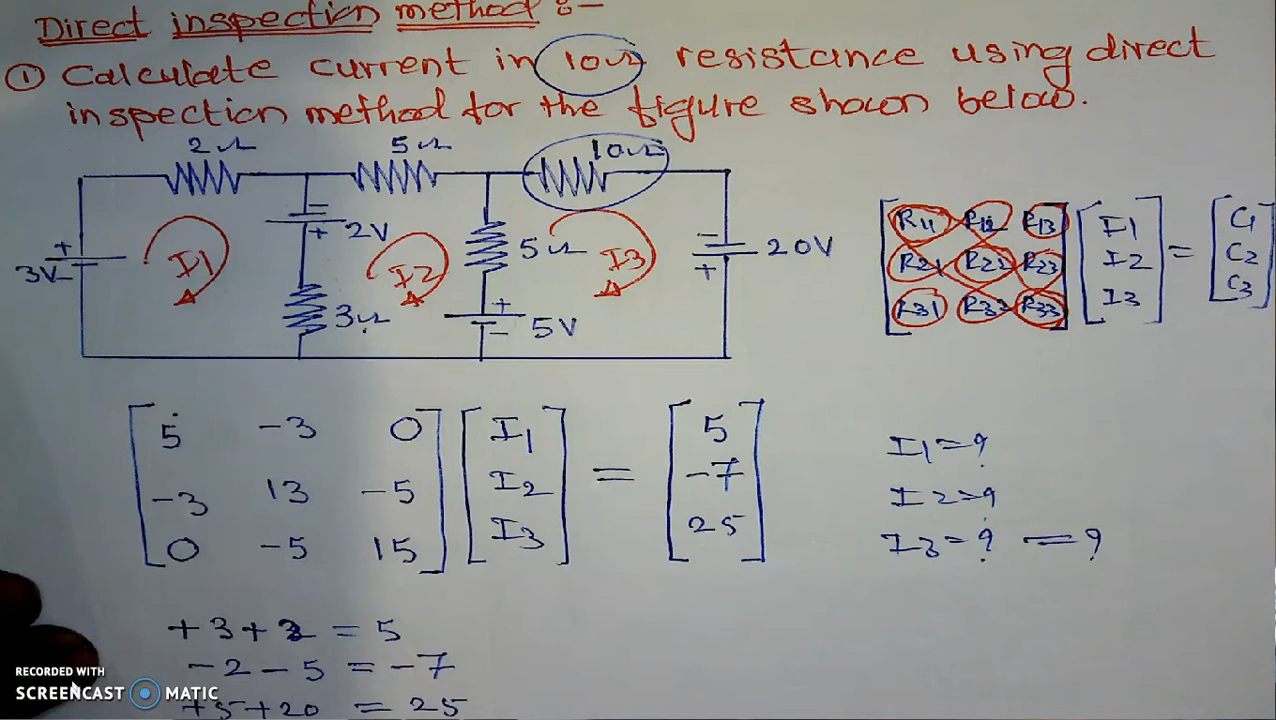 Direct inspection method :-
① Calculate current in 10Ω resistance using direct
inspection method for the figure shown below.
2Ω 5Ω 10Ω
+ 3V - I1 - + 2V 3Ω I2 5Ω + - 5V I3 - + 20V
R11 R12 R13 I1 C1
R21 R22 R23 I2 = C2
R31 R32 R33 I3 C3
5 -3 0 I1 5
-3 13 -5 I2 = -7
0 -5 15 I3 25
I1 = ?
I2 = ?
I3 = ? = ?
+3+2 = 5
-2-5 = -7
+5+20 = 25
RECORDED WITH
SCREENCAST MATIC